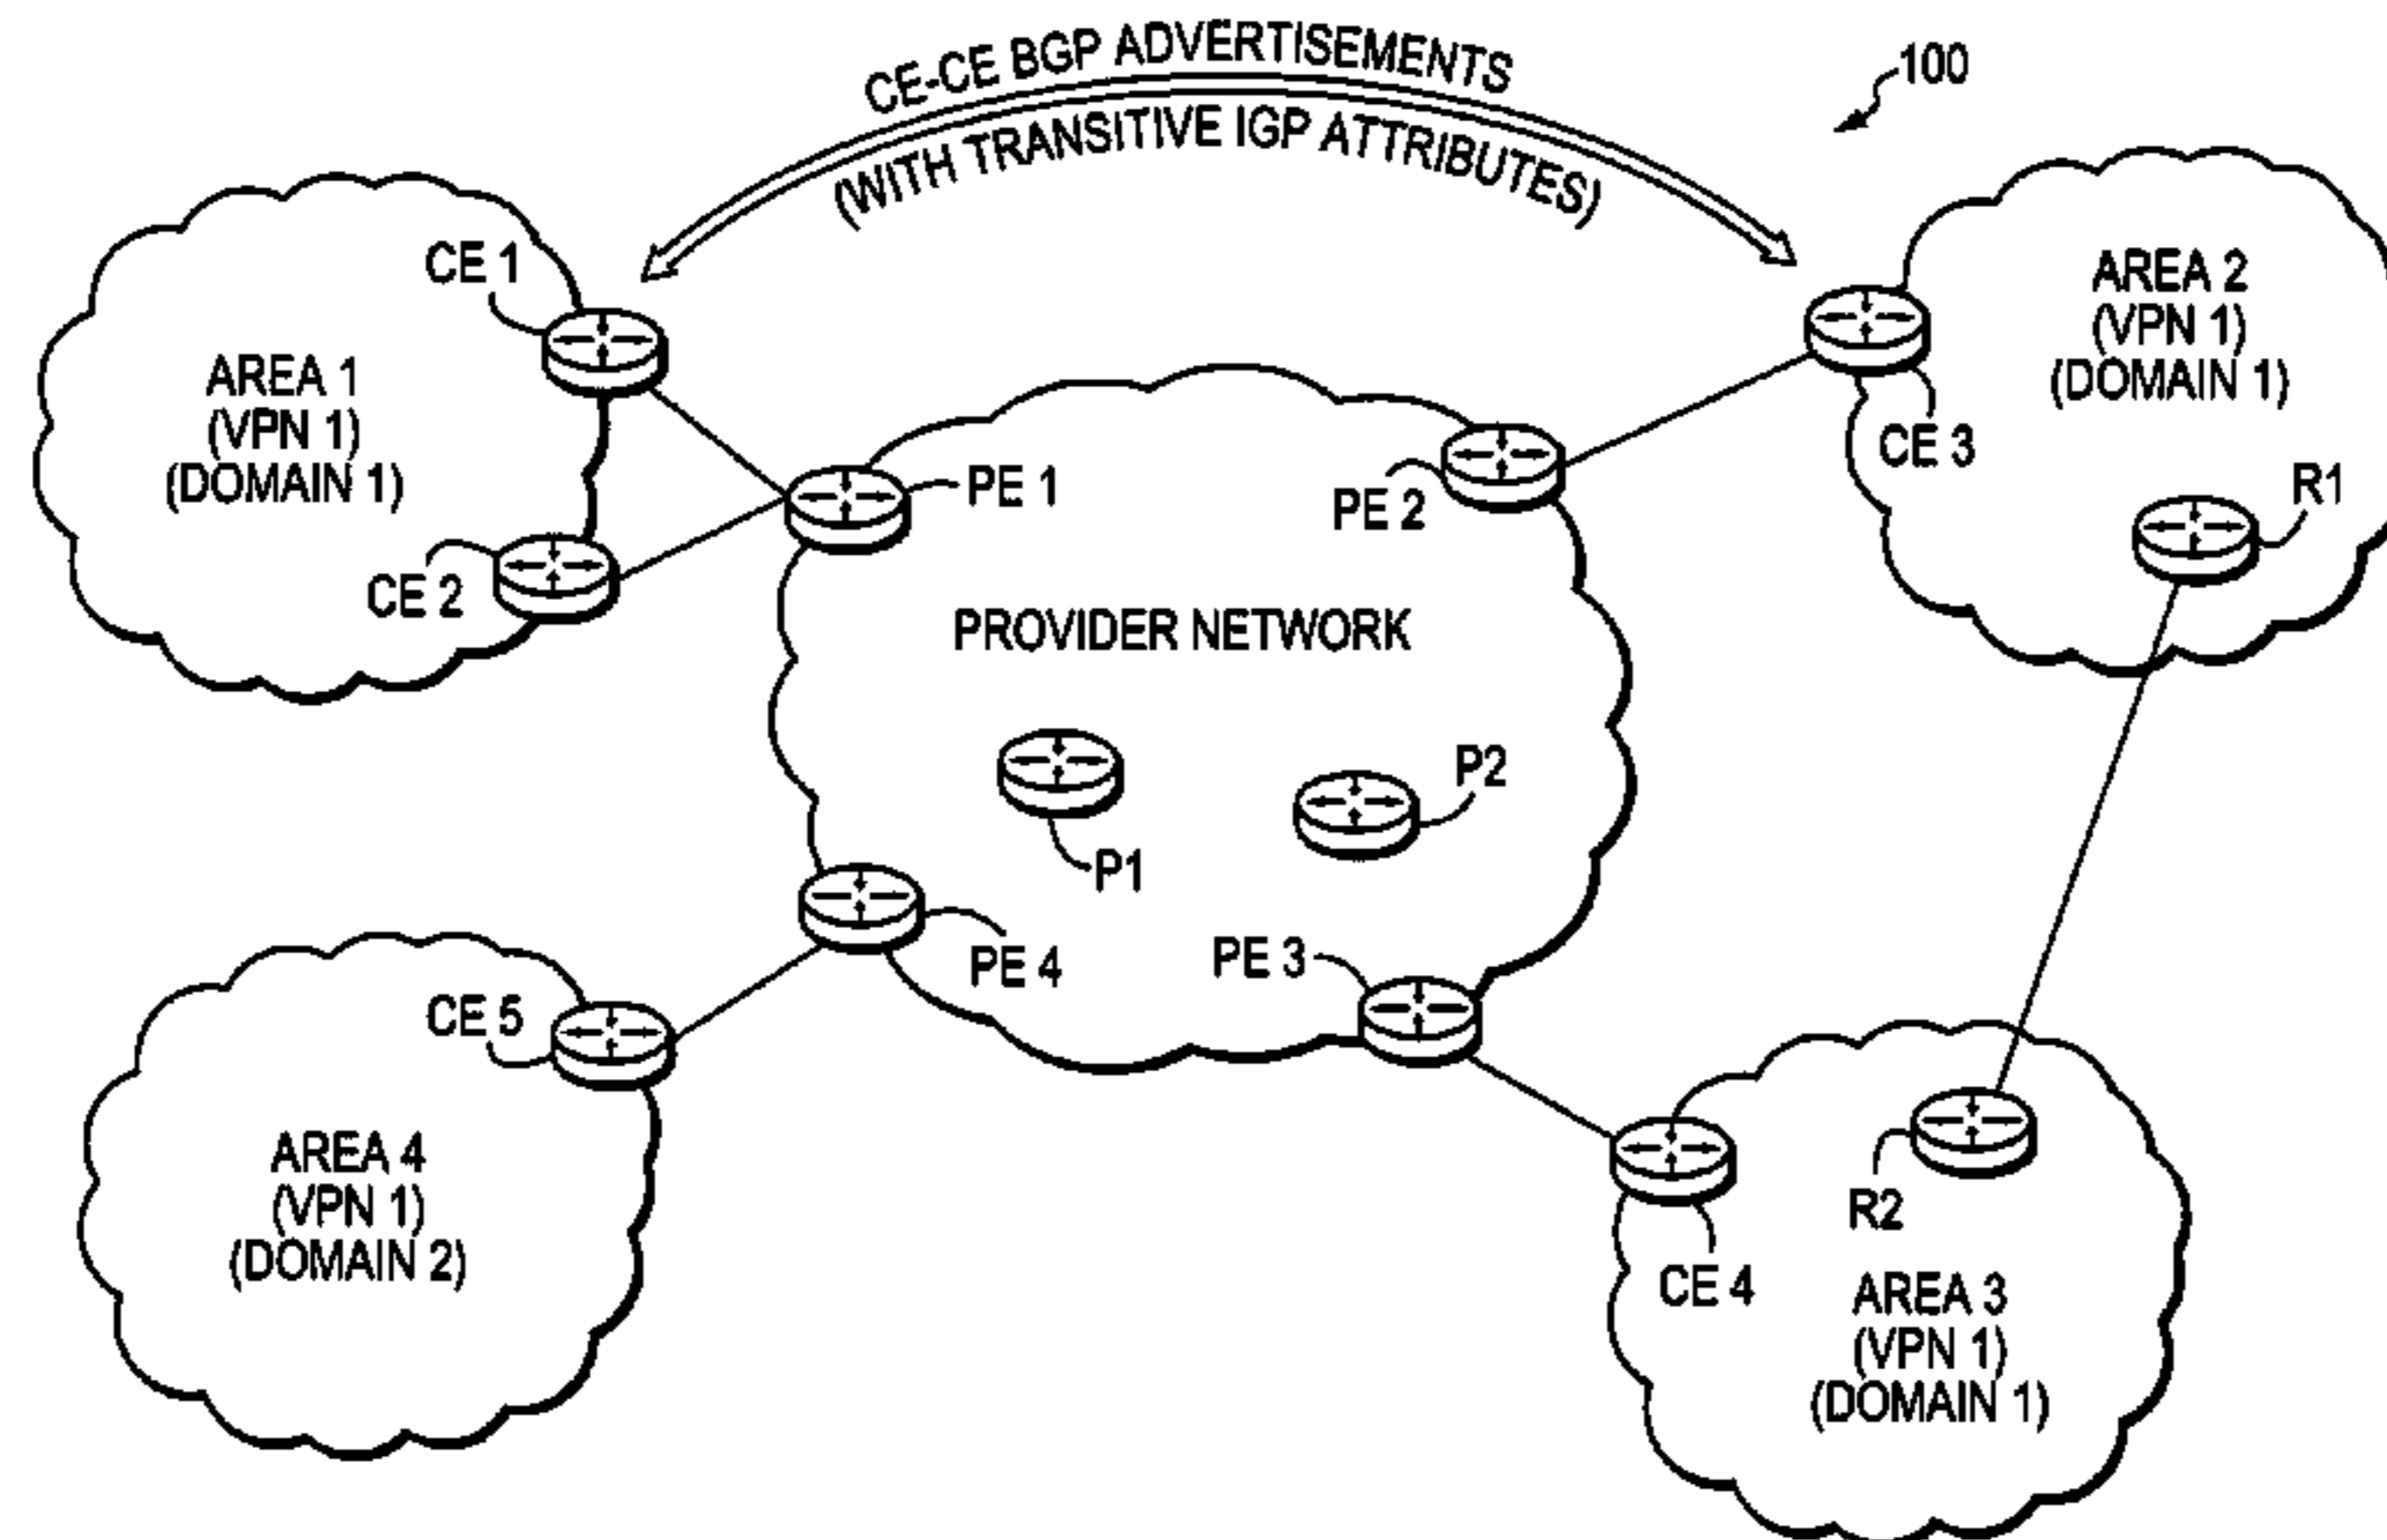 CE-CE BGP ADVERTISEMENTS
(WITH TRANSITIVE IGP ATTRIBUTES)
100
CE 1
AREA 1
(VPN 1)
(DOMAIN 1)
CE 2
AREA 2
(VPN 1)
(DOMAIN 1)
CE 3
R1
PE 1
PE 2
PROVIDER NETWORK
P1
P2
PE 4
PE 3
CE 5
AREA 4
(VPN 1)
(DOMAIN 2)
CE 4
R2
AREA 3
(VPN 1)
(DOMAIN 1)